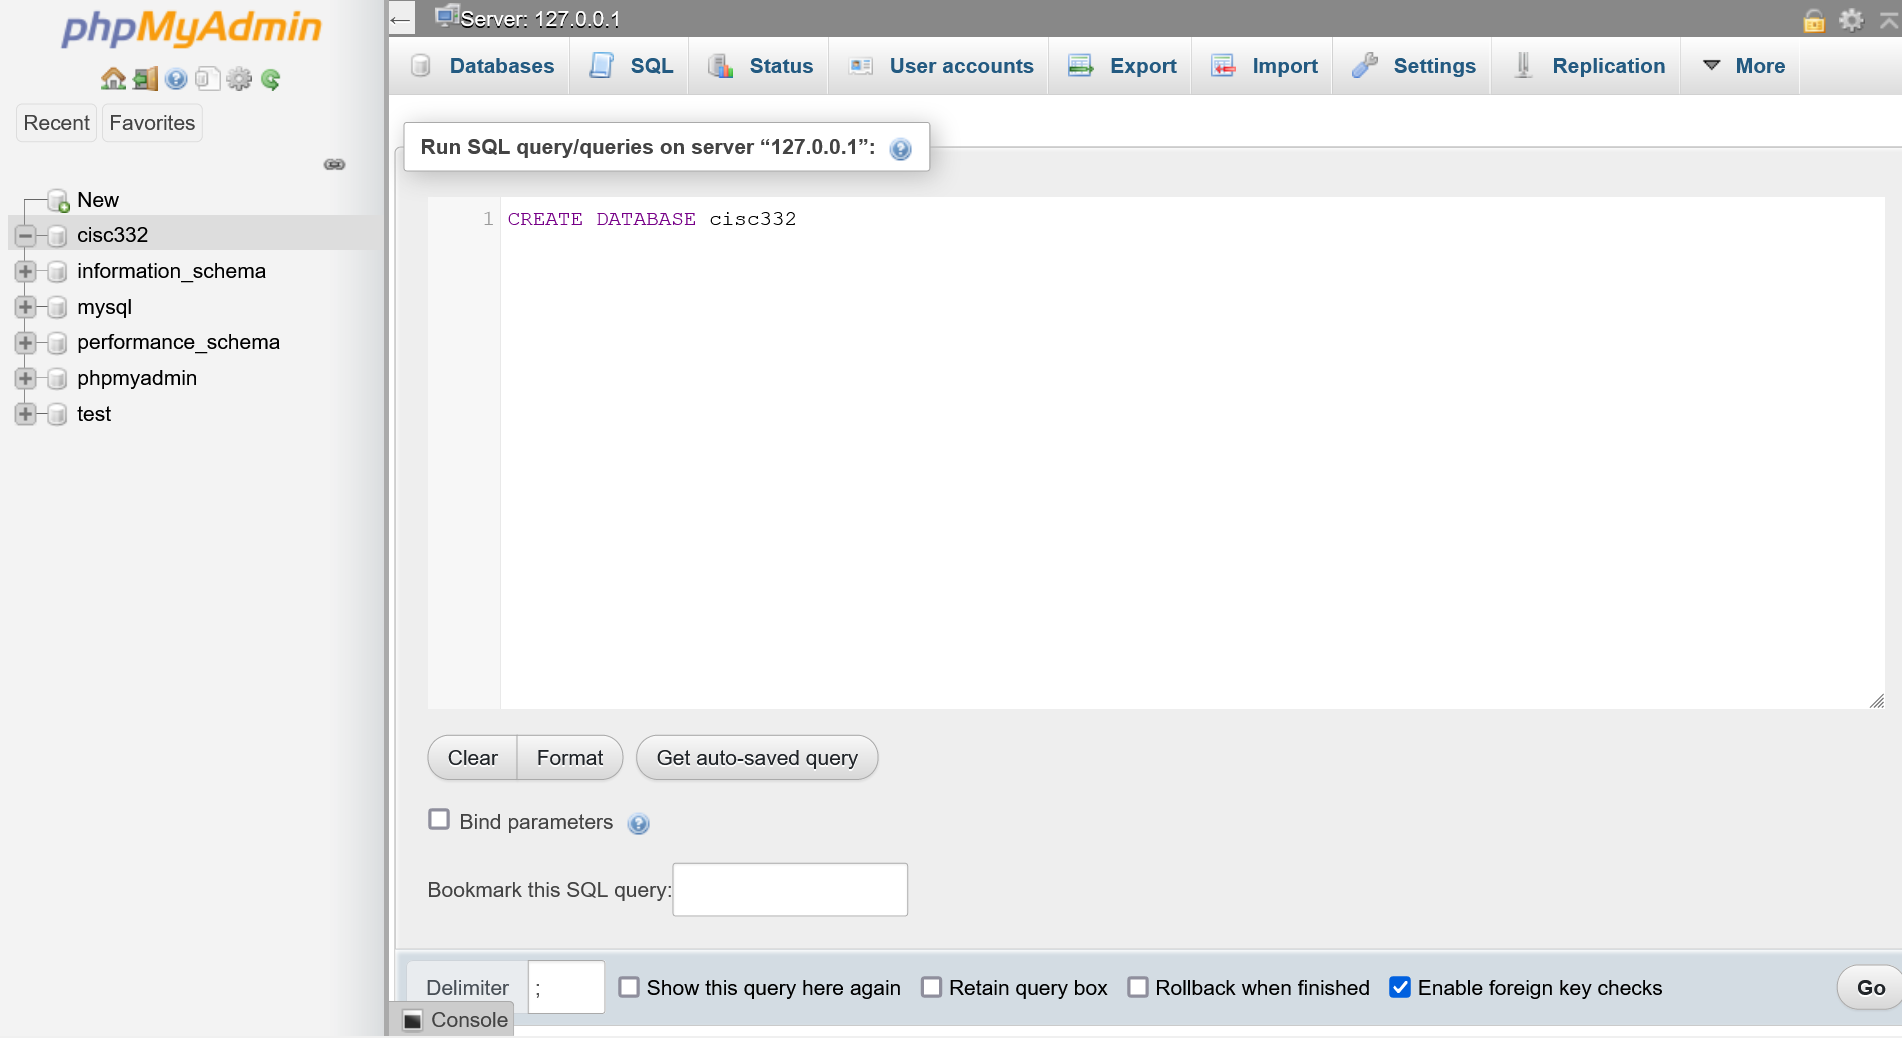 phpMyAdmin
Recent Favorites
New
cisc332
information_schema
mysql
performance_schema
phpmyadmin
test
Server: 127.0.0.1
Databases SQL Status User accounts Export Import Settings Replication More
Run SQL query/queries on server “127.0.0.1”:
1 CREATE DATABASE cisc332
Clear Format Get auto-saved query
Bind parameters
Bookmark this SQL query:
Delimiter ; Show this query here again Retain query box Rollback when finished Enable foreign key checks Go
Console